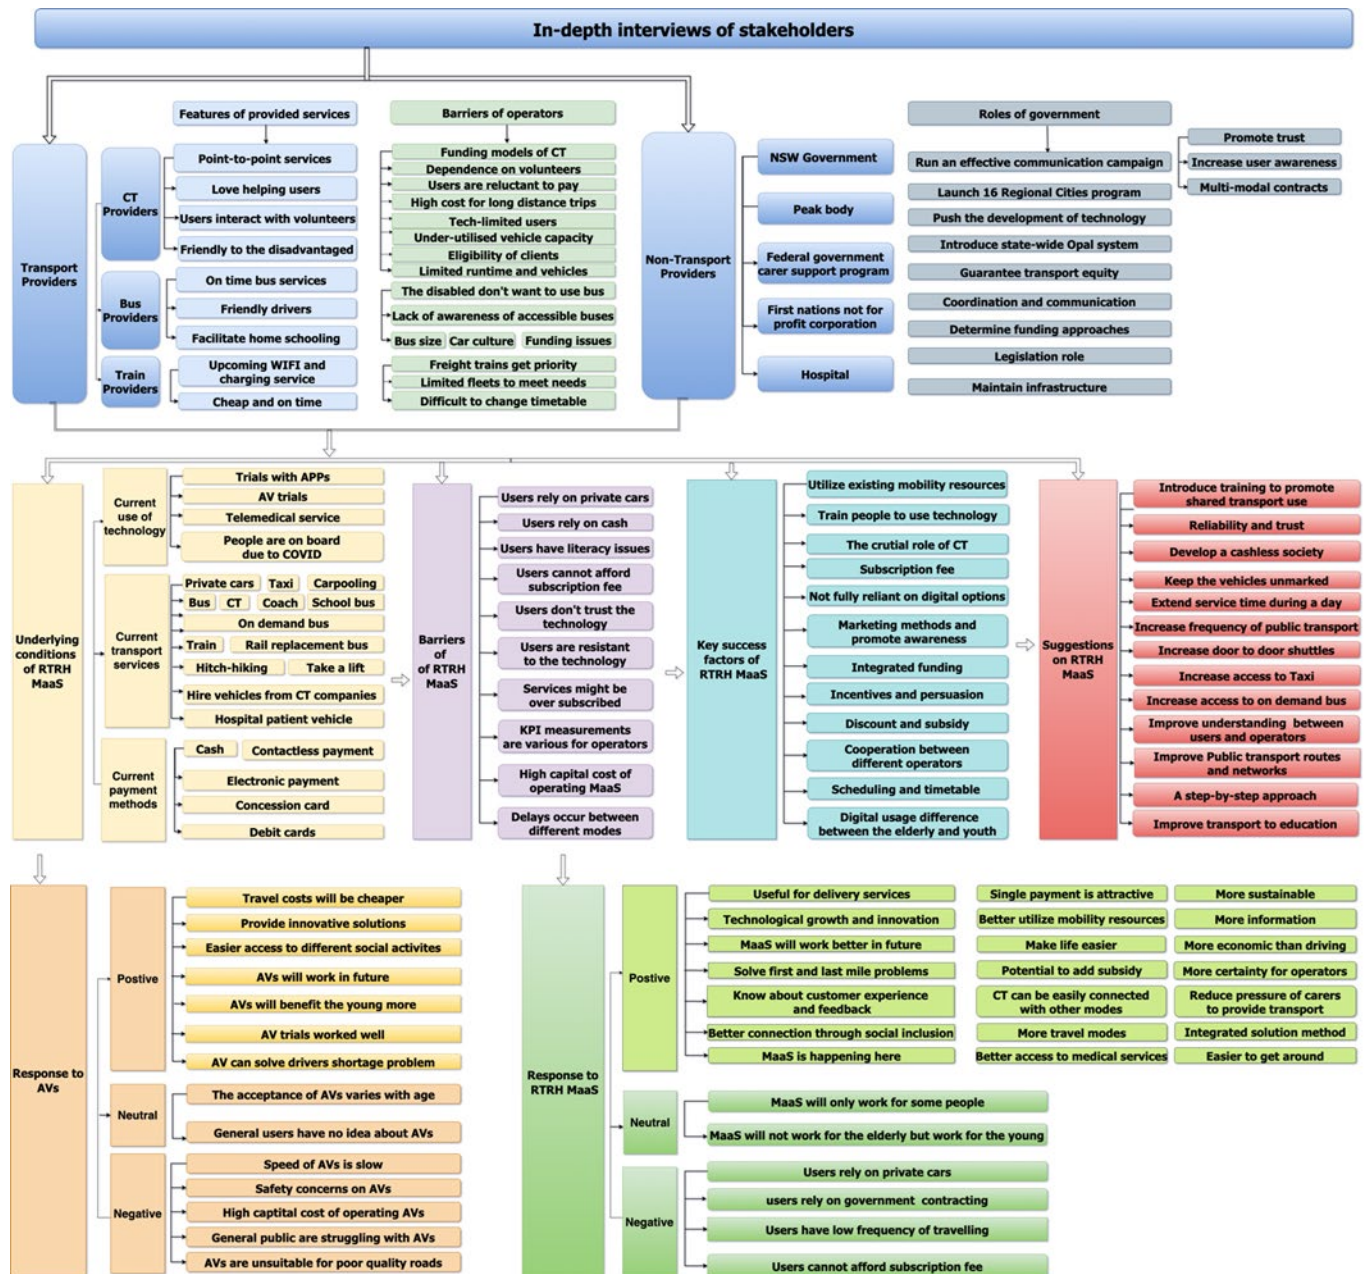 In-depth interviews of stakeholders
Transport
Providers
CT
Providers
Bus
Providers
Train
Providers
Features of provided services
Point-to-point services
Love helping users
Users interact with volunteers
Friendly to the disadvantaged
On time bus services
Friendly drivers
Facilitate home schooling
Upcoming WIFI and
charging service
Cheap and on time
Barriers of operators
Funding models of CT
Dependence on volunteers
Users are reluctant to pay
High cost for long distance trips
Tech-limited users
Under-utilised vehicle capacity
Eligibility of clients
Limited runtime and vehicles
The disabled don't want to use bus
Lack of awareness of accessible buses
Bus size
Car culture
Funding issues
Freight trains get priority
Limited fleets to meet needs
Difficult to change timetable
Non-Transport
Providers
NSW Government
Peak body
Federal government
carer support program
First nations not for
profit corporation
Hospital
Roles of government
Run an effective communication campaign
Launch 16 Regional Cities program
Push the development of technology
Introduce state-wide Opal system
Guarantee transport equity
Coordination and communication
Determine funding approaches
Legislation role
Maintain infrastructure
Promote trust
Increase user awareness
Multi-modal contracts
Underlying
conditions
of RTRH
MaaS
Current
use of
technology
Trials with APPs
AV trials
Telemedical service
People are on board
due to COVID
Current
transport
services
Private cars
Taxi
Carpooling
Bus
CT
Coach
School bus
On demand bus
Train
Rail replacement bus
Hitch-hiking
Take a lift
Hire vehicles from CT companies
Hospital patient vehicle
Current
payment
methods
Cash
Contactless payment
Electronic payment
Concession card
Debit cards
Barriers
of
of RTRH
MaaS
Users rely on private cars
Users rely on cash
Users have literacy issues
Users cannot afford
subscription fee
Users don't trust the
technology
Users are resistant
to the technology
Services might be
over subscribed
KPI measurements
are various for operators
High capital cost of
operating MaaS
Delays occur between
different modes
Key success
factors of
RTRH MaaS
Utilize existing mobility resources
Train people to use technology
The crutial role of CT
Subscription fee
Not fully reliant on digital options
Marketing methods and
promote awareness
Integrated funding
Incentives and persuasion
Discount and subsidy
Cooperation between
different operators
Scheduling and timetable
Digital usage difference
between the elderly and youth
Suggestions
on RTRH
MaaS
Introduce training to promote
shared transport use
Reliability and trust
Develop a cashless society
Keep the vehicles unmarked
Extend service time during a day
Increase frequency of public transport
Increase door to door shuttles
Increase access to Taxi
Increase access to on demand bus
Improve understanding between
users and operators
Improve Public transport routes
and networks
A step-by-step approach
Improve transport to education
Response to
AVs
Postive
Travel costs will be cheaper
Provide innovative solutions
Easier access to different social activites
AVs will work in future
AVs will benefit the young more
AV trials worked well
AV can solve drivers shortage problem
Neutral
The acceptance of AVs varies with age
General users have no idea about AVs
Negative
Speed of AVs is slow
Safety concerns on AVs
High captital cost of operating AVs
General public are struggling with AVs
AVs are unsuitable for poor quality roads
Response to
RTRH MaaS
Postive
Useful for delivery services
Technological growth and innovation
MaaS will work better in future
Solve first and last mile problems
Know about customer experience
and feedback
Better connection through social inclusion
MaaS is happening here
Single payment is attractive
Better utilize mobility resources
Make life easier
Potential to add subsidy
CT can be easily connected
with other modes
More travel modes
Better access to medical services
More sustainable
More information
More economic than driving
More certainty for operators
Reduce pressure of carers
to provide transport
Integrated solution method
Easier to get around
Neutral
MaaS will only work for some people
MaaS will not work for the elderly but work for the young
Negative
Users rely on private cars
users rely on government contracting
Users have low frequency of travelling
Users cannot afford subscription fee